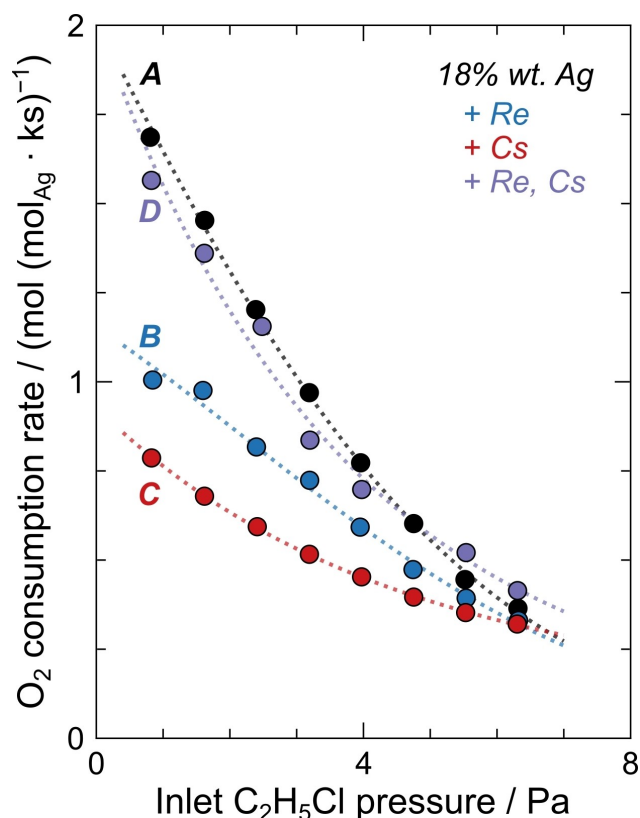 2
A
18% wt. Ag
+ Re
+ Cs
+ Re, Cs
D
B
1
C
0
0 4 8
O₂ consumption rate / (mol (mol_Ag · ks)⁻¹)
Inlet C₂H₅Cl pressure / Pa